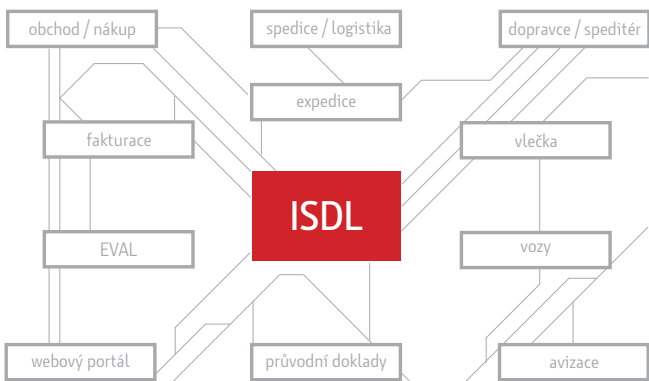 obchod / nákup
spedice / logistika
dopravce / speditér
expedice
fakturace
vlečka
ISDL
EVAL
vozy
webový portál
průvodní doklady
avizace